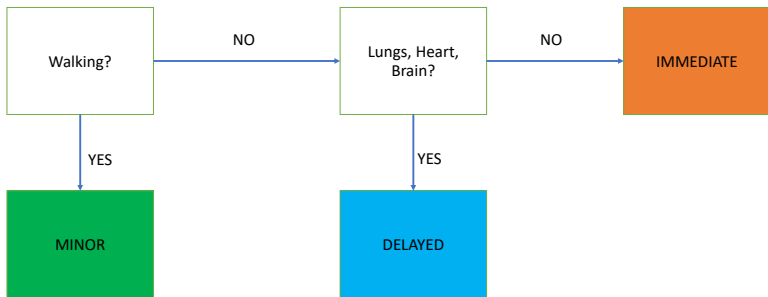 Walking?
NO
Lungs, Heart,
Brain?
NO
IMMEDIATE
YES
YES
MINOR
DELAYED